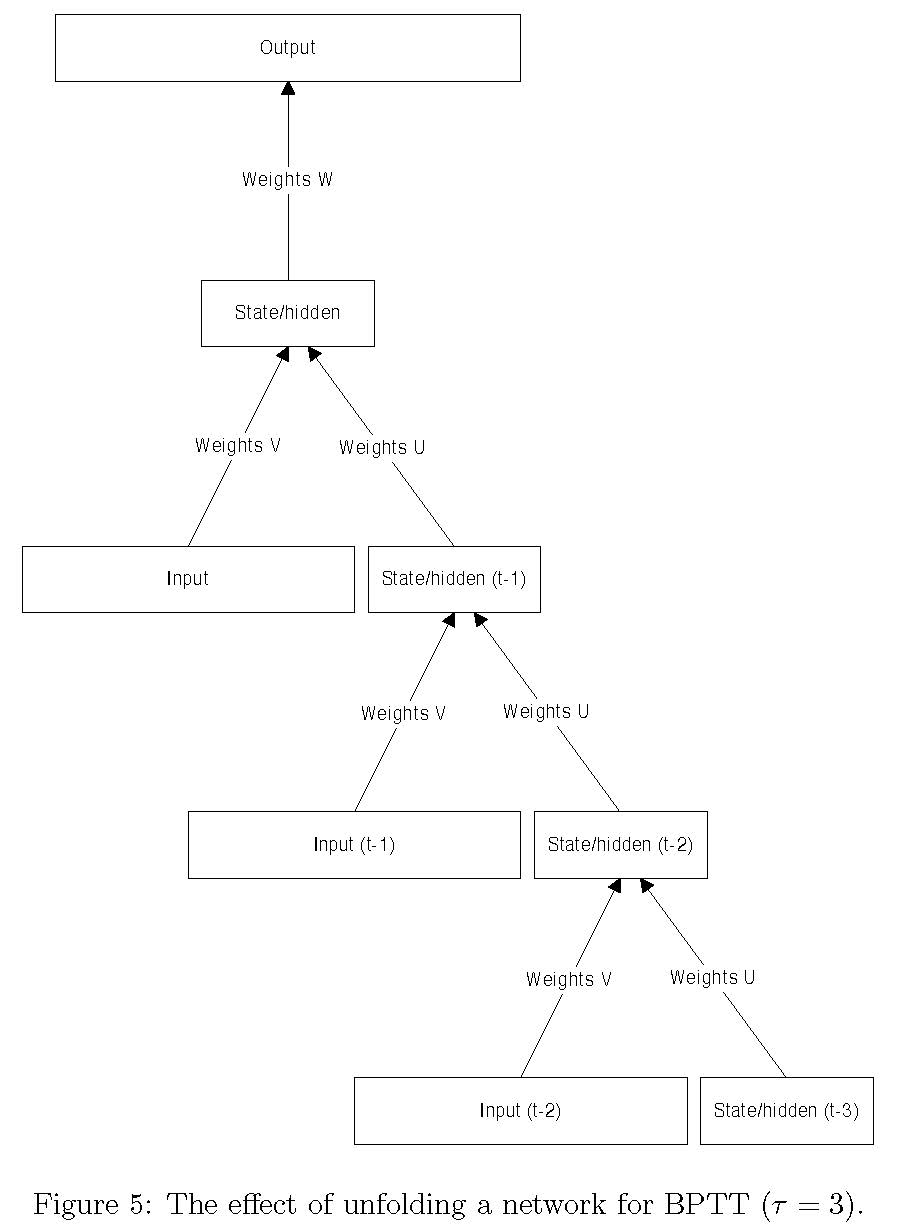 Output
Weights W
State/hidden
Weights V
Weights U
Input
State/hidden (t-1)
Weights V
Weights U
Input (t-1)
State/hidden (t-2)
Weights V
Weights U
Input (t-2)
State/hidden (t-3)
Figure 5: The effect of unfolding a network for BPTT (τ = 3).